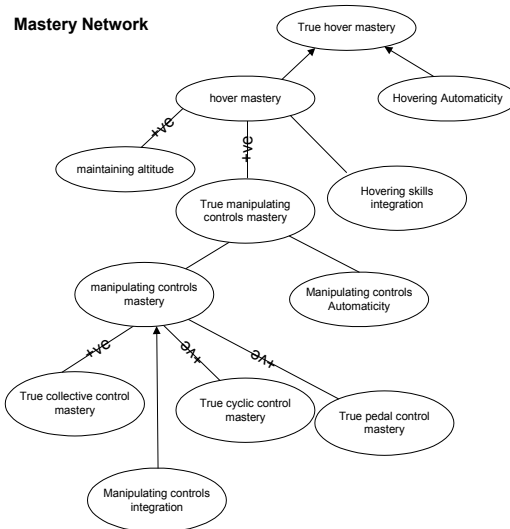 Mastery Network
True hover mastery
hover mastery
Hovering Automaticity
+ve
+ve
maintaining altitude
Hovering skills
integration
True manipulating
controls mastery
manipulating controls
mastery
Manipulating controls
Automaticity
+ve
+ve
+ve
True collective control
mastery
True cyclic control
mastery
True pedal control
mastery
Manipulating controls
integration